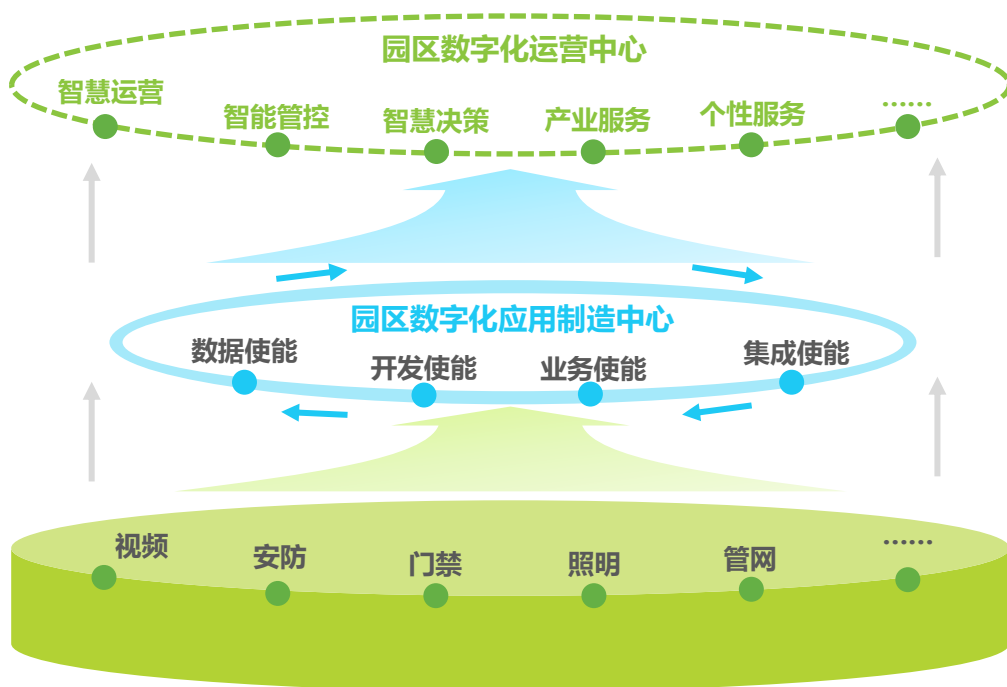 园区数字化运营中心
智慧运营
智能管控
智慧决策
产业服务
个性服务
……
园区数字化应用制造中心
数据使能
开发使能
业务使能
集成使能
视频
安防
门禁
照明
管网
……